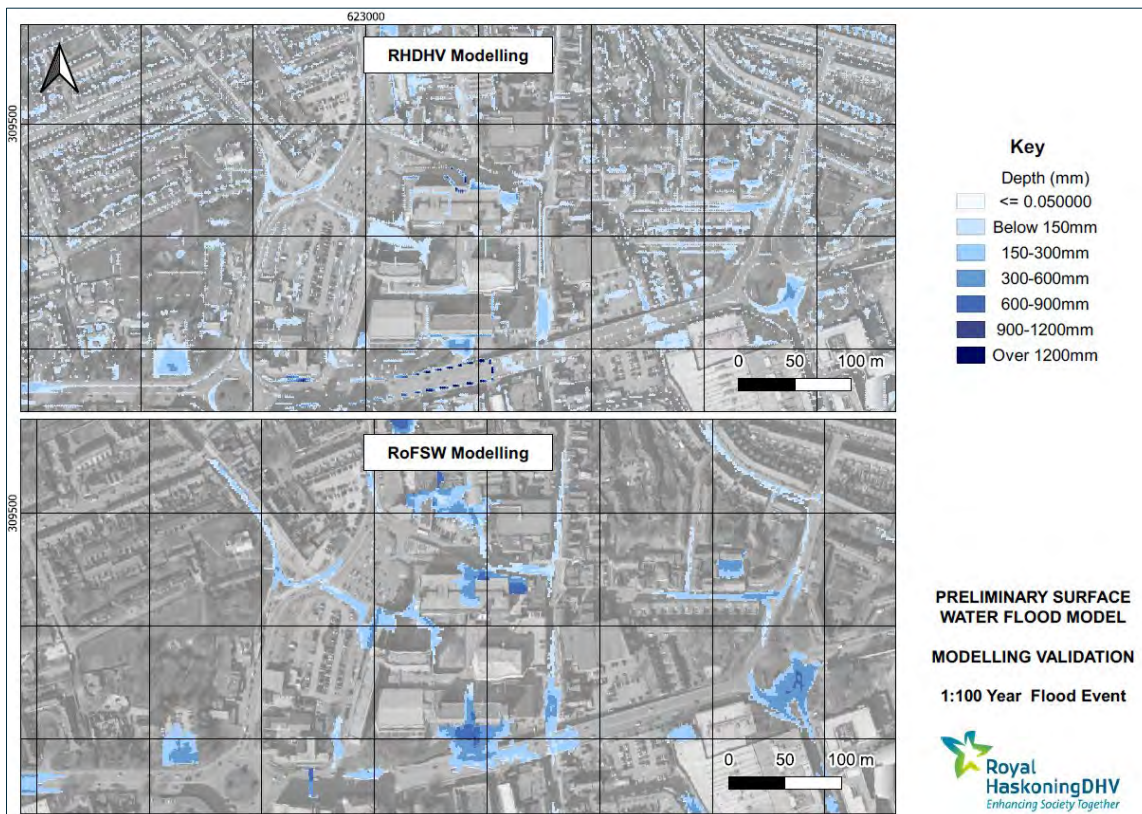 623000
RHDHV Modelling
309500
0 50 100 m
RoFSW Modelling
309500
0 50 100 m
Key
Depth (mm)
<= 0.050000
Below 150mm
150-300mm
300-600mm
600-900mm
900-1200mm
Over 1200mm
PRELIMINARY SURFACE
WATER FLOOD MODEL
MODELLING VALIDATION
1:100 Year Flood Event
Royal
HaskoningDHV
Enhancing Society Together